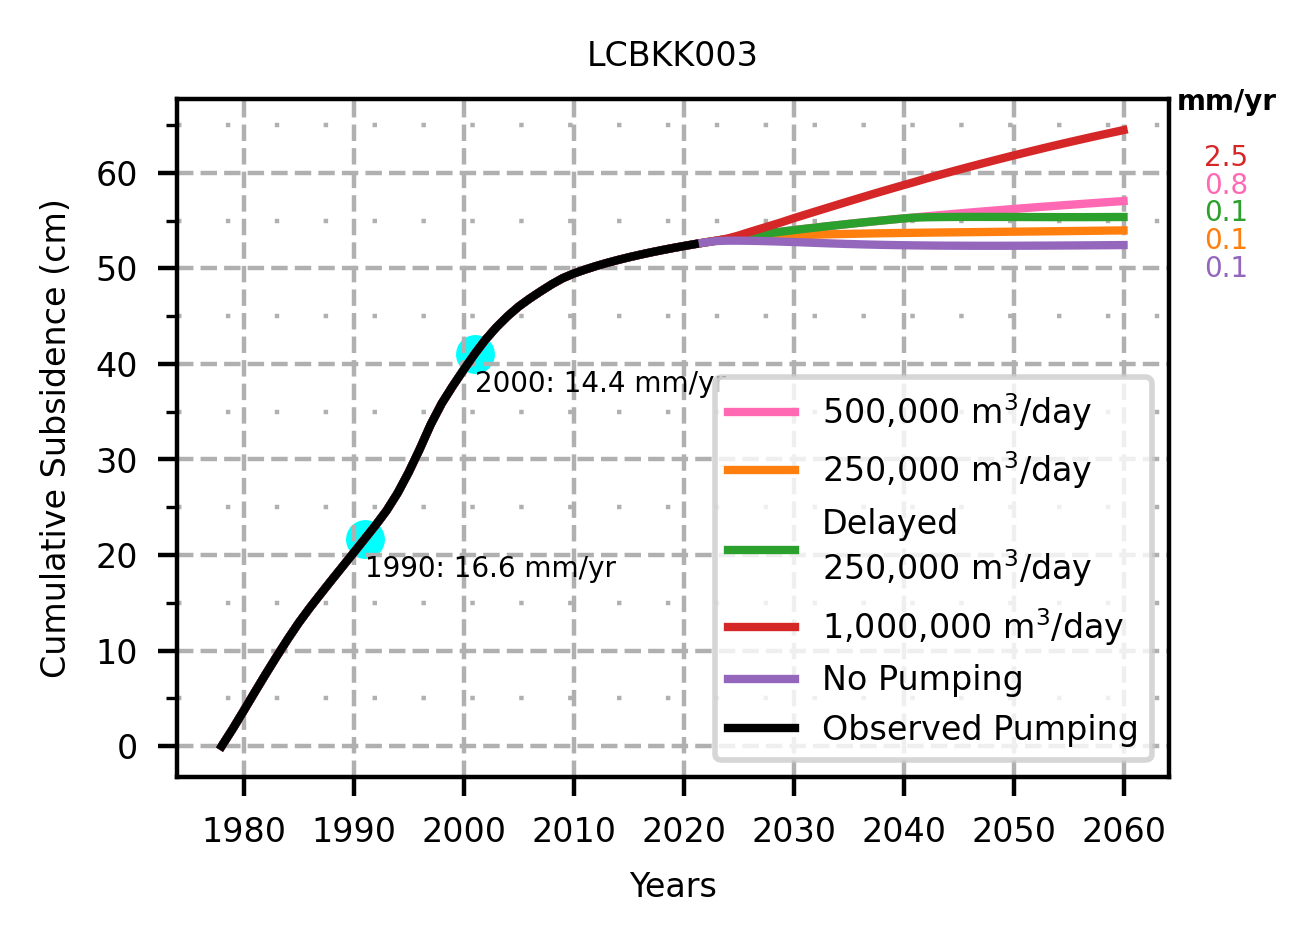 LCBKK003
mm/yr
2.5
0.8
0.1
0.1
0.1
Cumulative Subsidence (cm)
60
50
40
30
20
10
0
2000: 14.4 mm/yr
1990: 16.6 mm/yr
500,000 m³/day
250,000 m³/day
Delayed
250,000 m³/day
1,000,000 m³/day
No Pumping
Observed Pumping
1980 1990 2000 2010 2020 2030 2040 2050 2060
Years